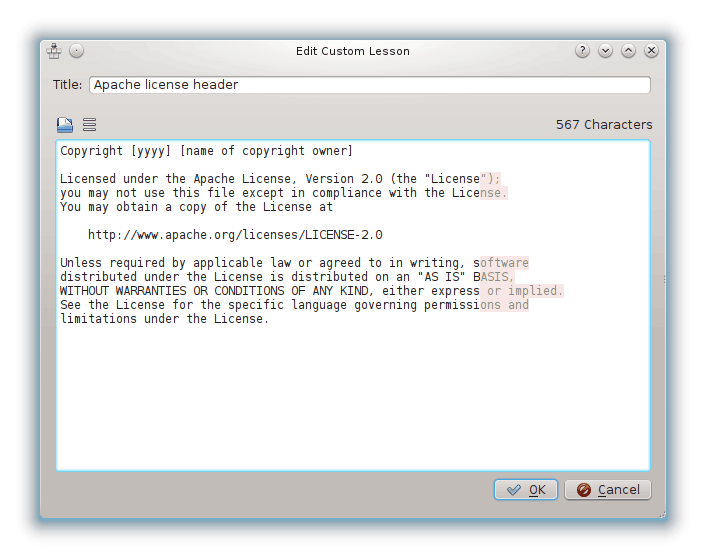 Edit Custom Lesson
Title: Apache license header
567 Characters
Copyright [yyyy] [name of copyright owner]
Licensed under the Apache License, Version 2.0 (the "License");
you may not use this file except in compliance with the License.
You may obtain a copy of the License at
http://www.apache.org/licenses/LICENSE-2.0
Unless required by applicable law or agreed to in writing, software
distributed under the License is distributed on an "AS IS" BASIS,
WITHOUT WARRANTIES OR CONDITIONS OF ANY KIND, either express or implied.
See the License for the specific language governing permissions and
limitations under the License.
OK Cancel